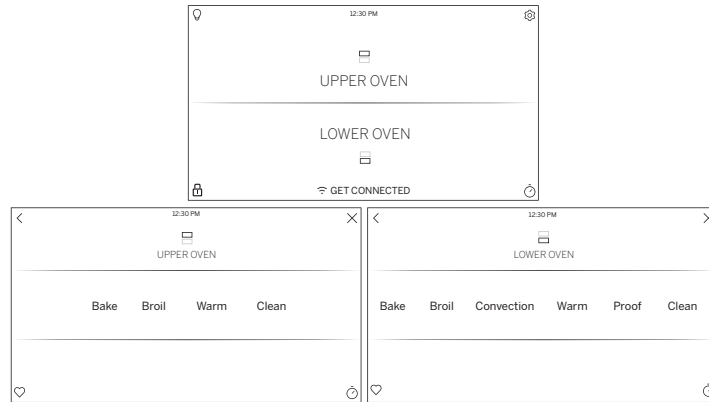 12:30 PM
UPPER OVEN
LOWER OVEN
GET CONNECTED
12:30 PM
UPPER OVEN
Bake Broil Warm Clean
12:30 PM
LOWER OVEN
Bake Broil Convection Warm Proof Clean